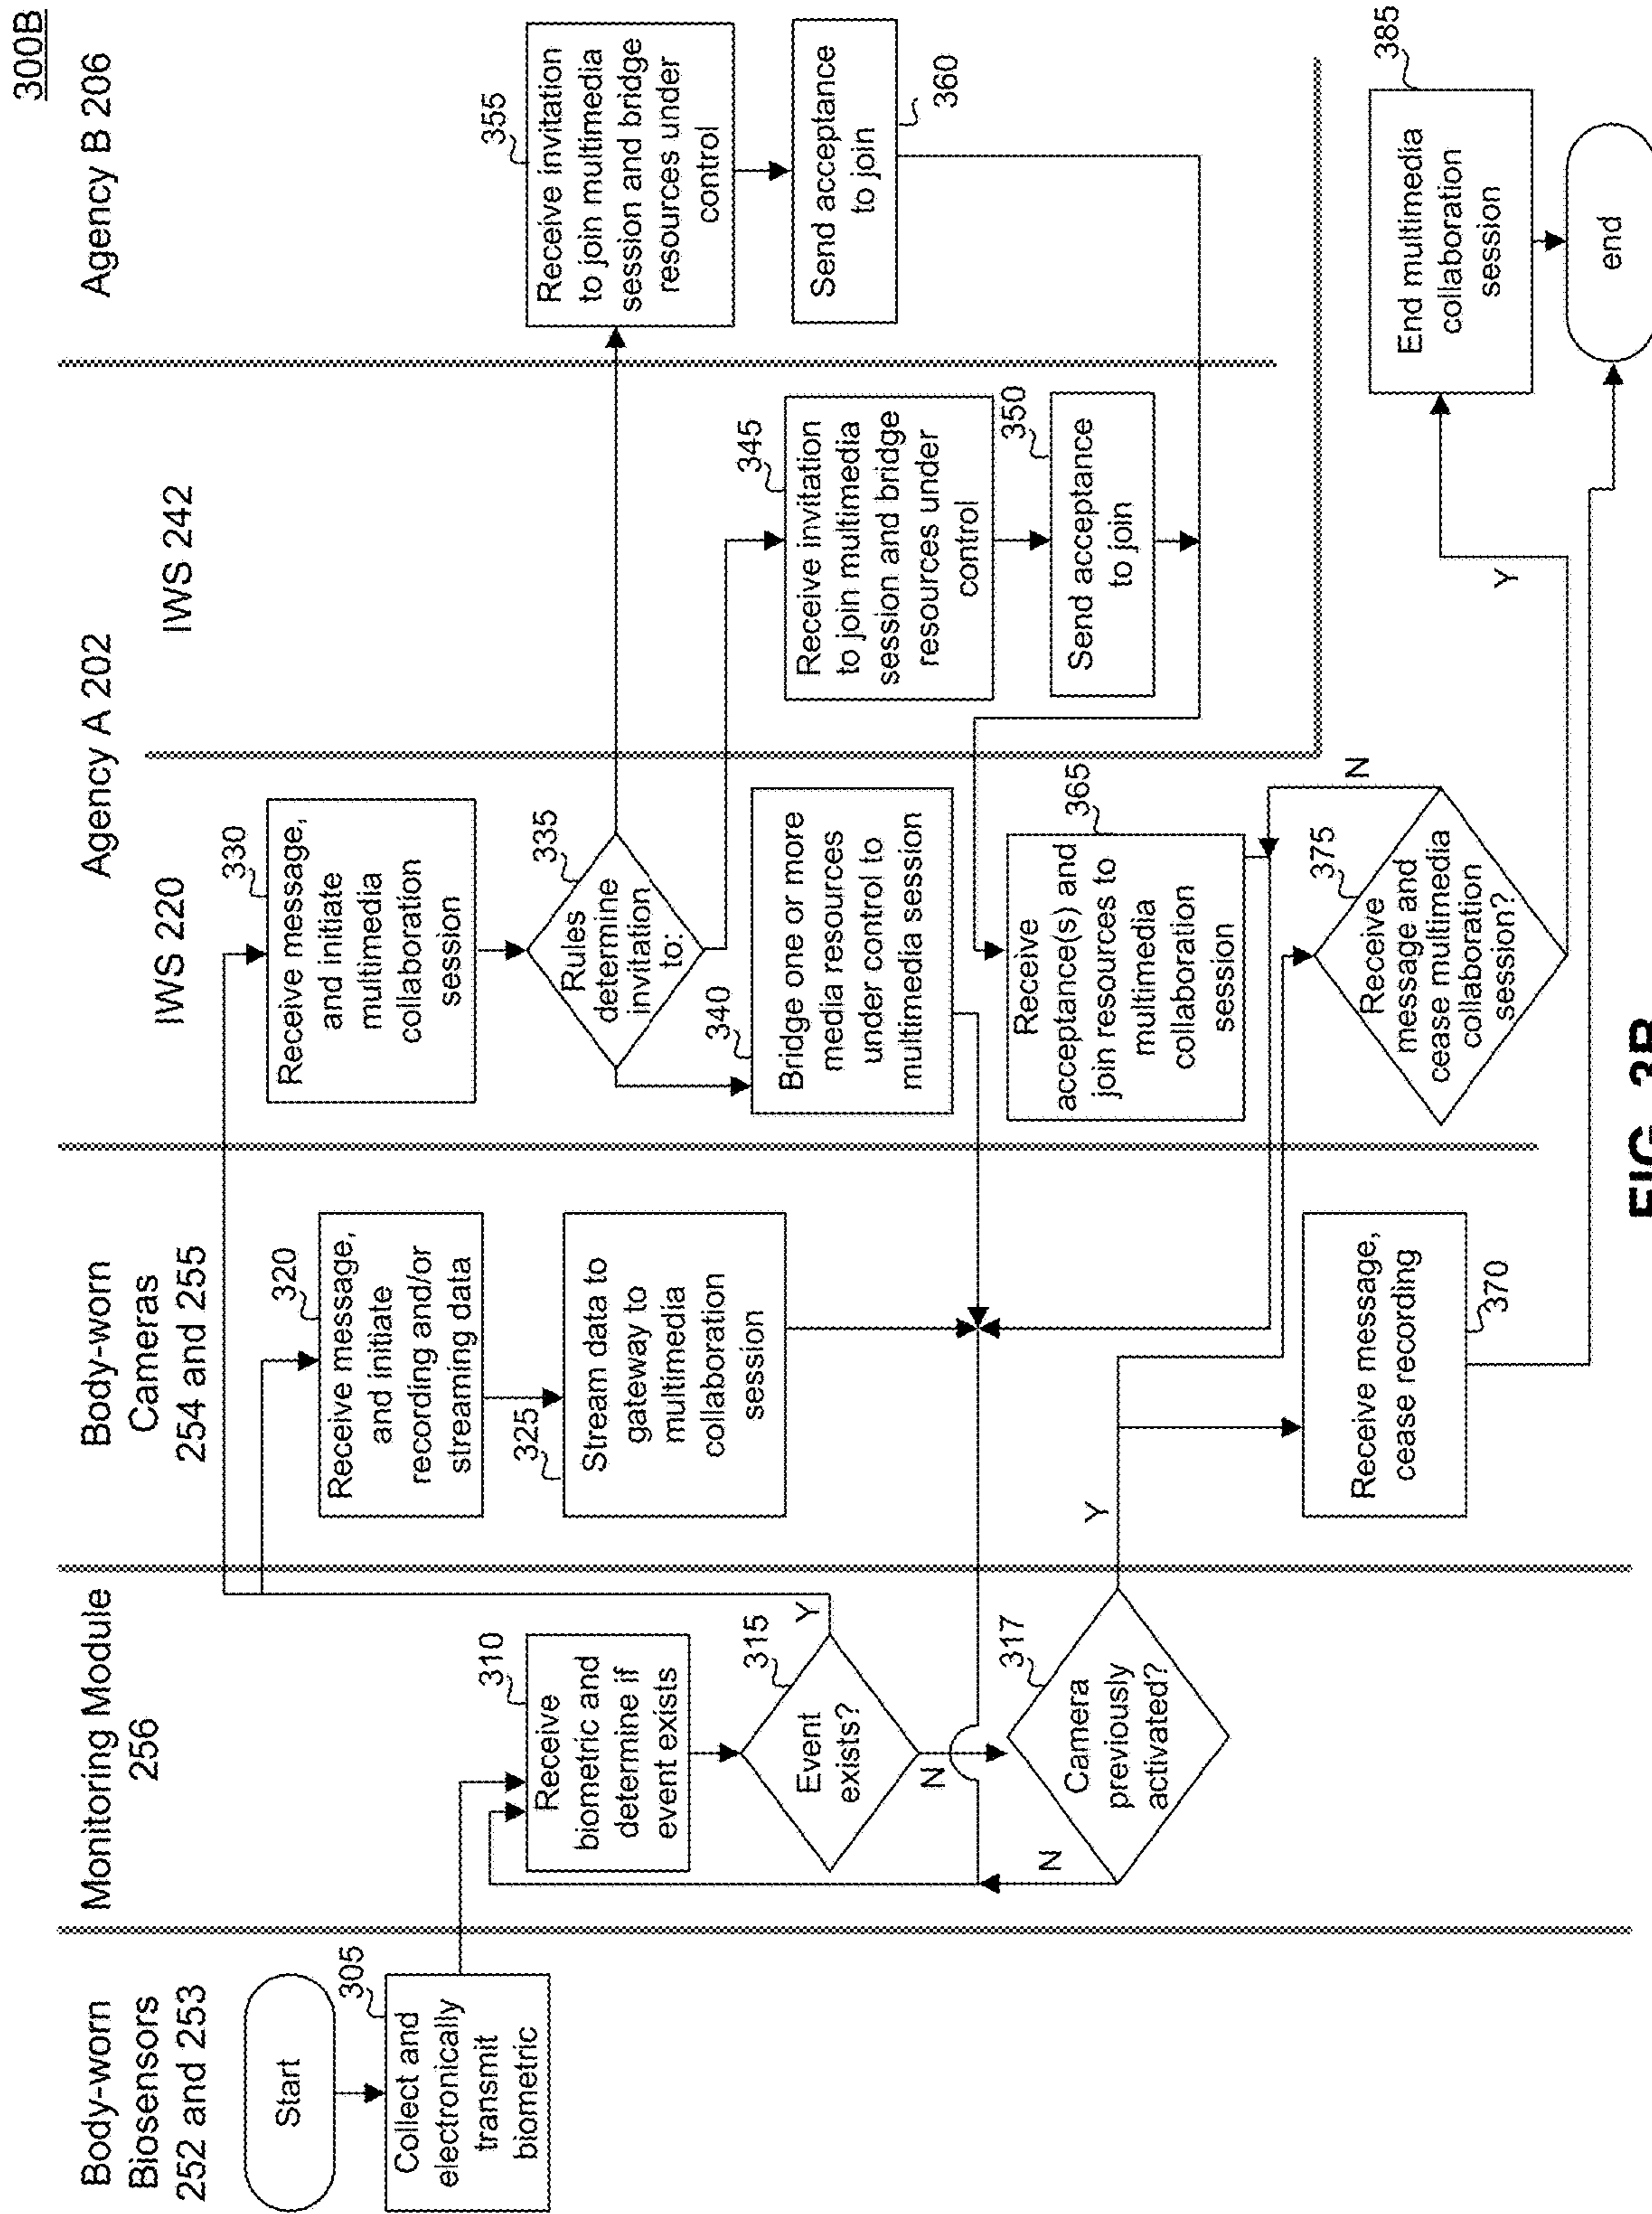 300B
Body-worn
Biosensors
252 and 253
Monitoring Module
256
Body-worn
Cameras
254 and 255
Agency A 202
IWS 220
IWS 242
Agency B 206
Start
305
Collect and
electronically
transmit
biometric
310
Receive
biometric and
determine if
event exists
315
Event
exists?
Y
N
317
Camera
previously
activated?
Y
N
320
Receive message,
and initiate
recording and/or
streaming data
325
Stream data to
gateway to
multimedia
collaboration
session
330
Receive message,
and initiate
multimedia
collaboration
session
335
Rules
determine
invitation
to:
340
Bridge one or more
media resources
under control to
multimedia session
345
Receive invitation
to join multimedia
session and bridge
resources under
control
350
Send acceptance
to join
355
Receive invitation
to join multimedia
session and bridge
resources under
control
360
Send acceptance
to join
365
Receive
acceptance(s) and
join resources to
multimedia
collaboration
session
370
Receive message,
cease recording
375
Receive
message and
cease multimedia
collaboration
session?
N
Y
385
End multimedia
collaboration
session
end
FIG. 3B